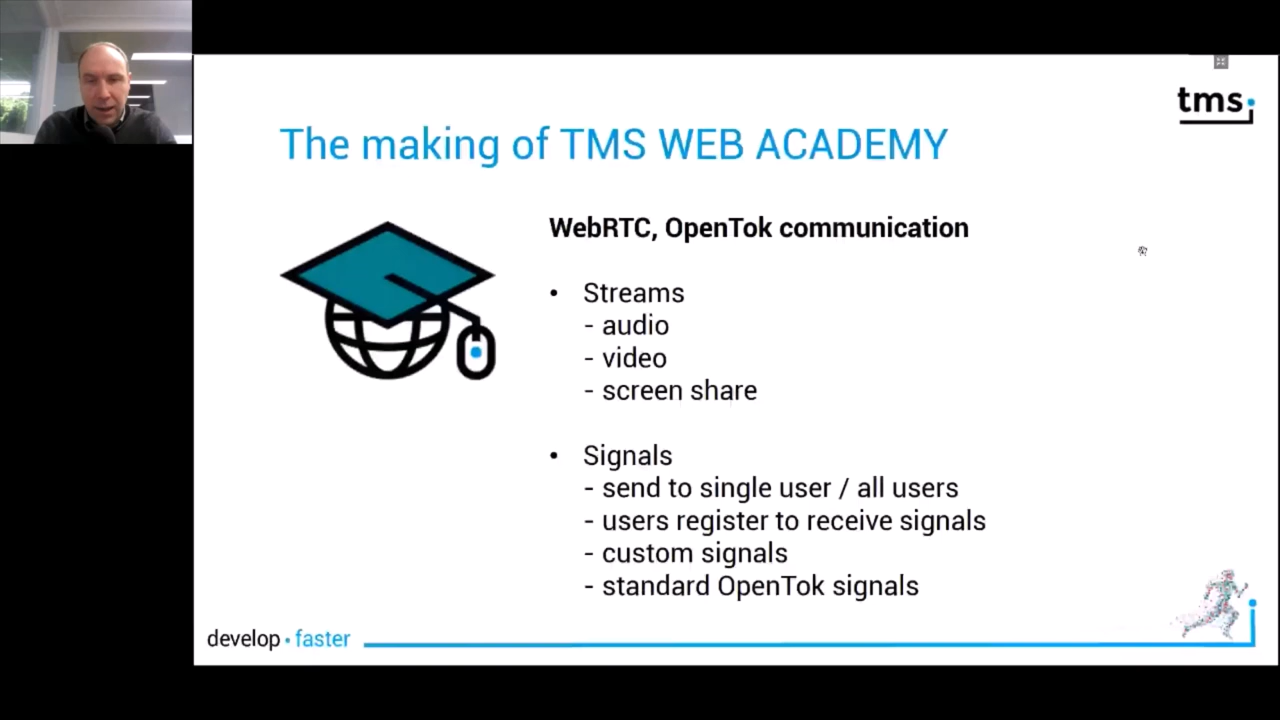 tms
The making of TMS WEB ACADEMY
WebRTC, OpenTok communication
• Streams
- audio
- video
- screen share
• Signals
- send to single user / all users
- users register to receive signals
- custom signals
- standard OpenTok signals
develop • faster